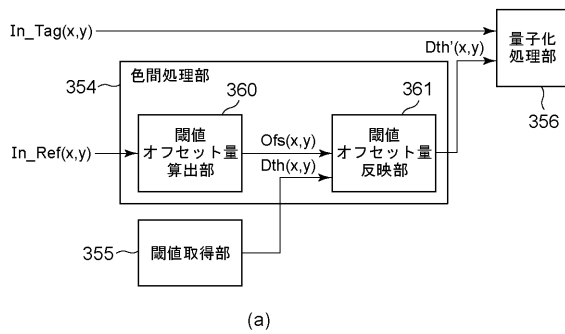 In_Tag(x,y)
量子化
処理部
Dth'(x,y)
356
色間処理部
354
360
361
In_Ref(x,y)
閾値
オフセット量
算出部
Ofs(x,y)
Dth(x,y)
閾値
オフセット量
反映部
355
閾値取得部
(a)